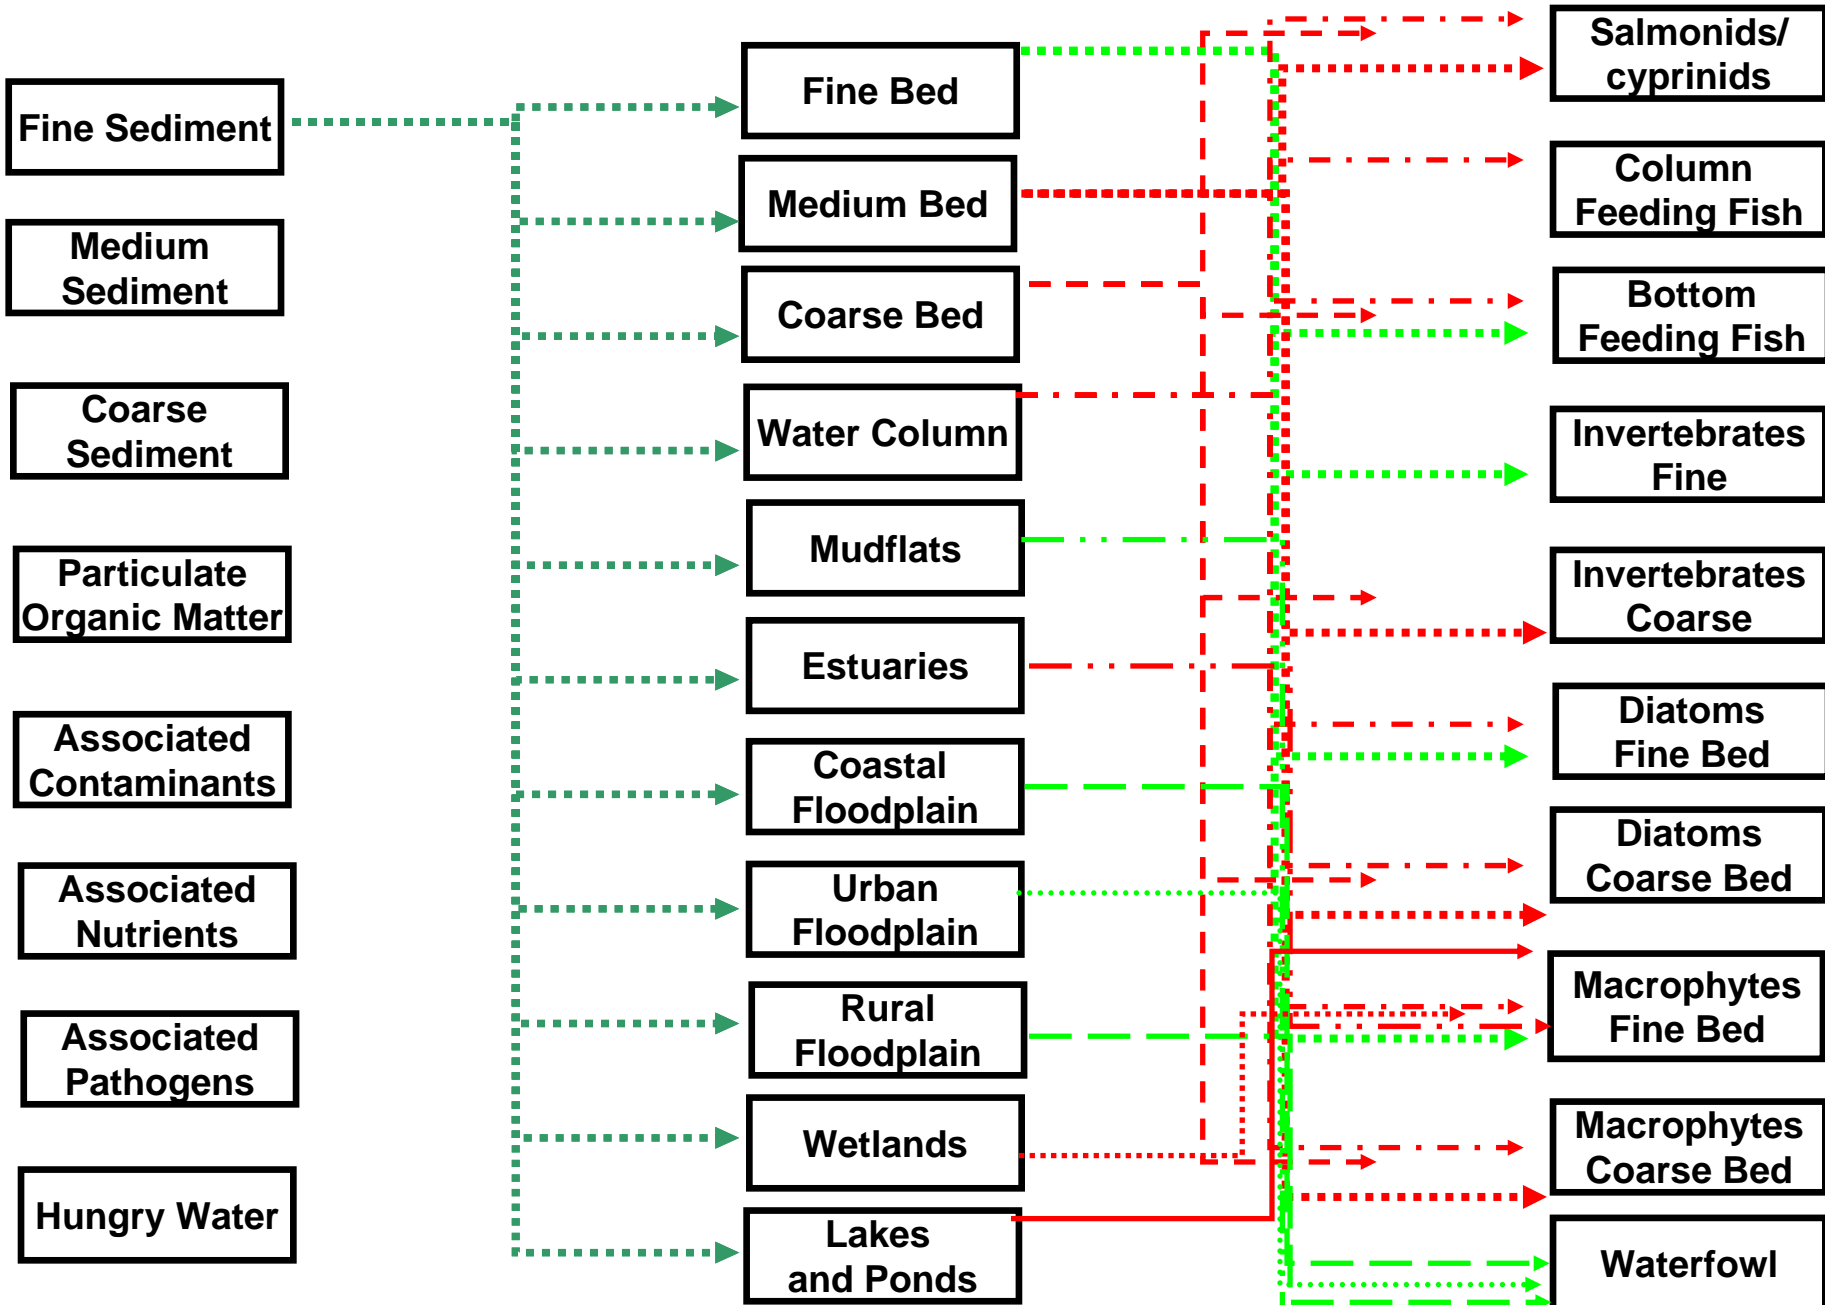 Fine Sediment
Medium
Sediment
Coarse
Sediment
Particulate
Organic Matter
Associated
Contaminants
Associated
Nutrients
Associated
Pathogens
Hungry Water
Fine Bed
Medium Bed
Coarse Bed
Water Column
Mudflats
Estuaries
Coastal
Floodplain
Urban
Floodplain
Rural
Floodplain
Wetlands
Lakes
and Ponds
Salmonids/
cyprinids
Column
Feeding Fish
Bottom
Feeding Fish
Invertebrates
Fine
Invertebrates
Coarse
Diatoms
Fine Bed
Diatoms
Coarse Bed
Macrophytes
Fine Bed
Macrophytes
Coarse Bed
Waterfowl